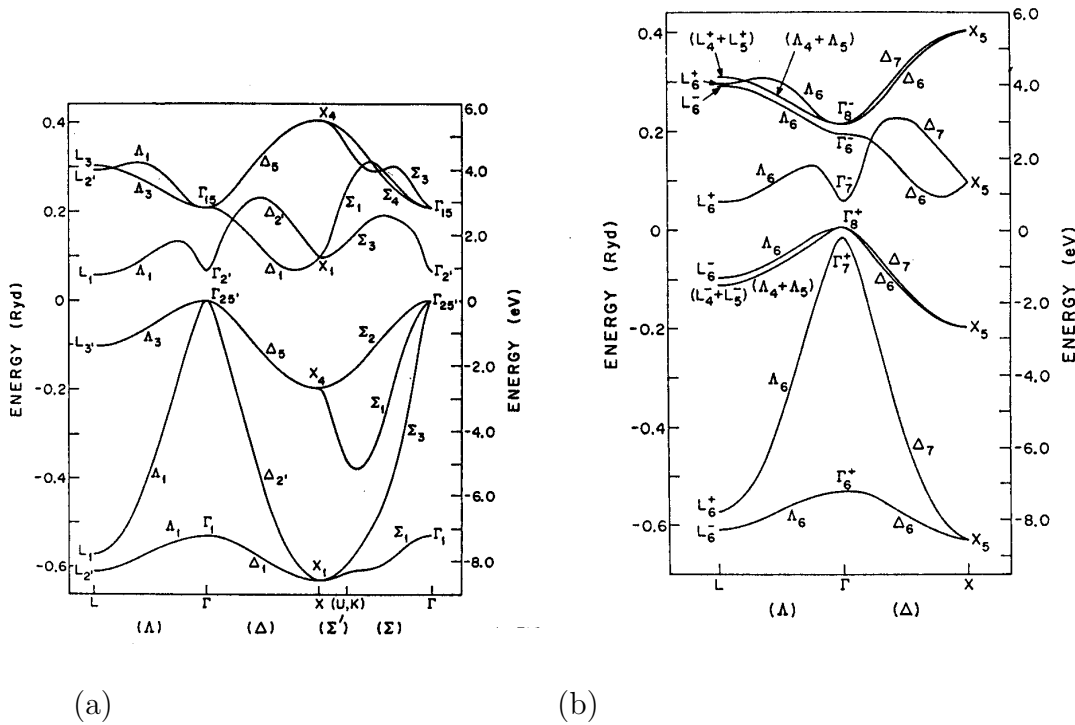 ENERGY (Ryd)
0.4
0.2
0
-0.2
-0.4
-0.6
L₃
L₂'
L₁
L₃'
L₁
L₂'
Λ₁
Λ₃
Λ₁
Λ₃
Λ₁
Λ₁
Γ₁₅
Γ₂'
Γ₂₅'
Γ₁
Δ₅
Δ₂'
Δ₁
Δ₅
Δ₂'
Δ₁
X₄
X₁
X₄
X₁
Σ₁
Σ₄
Σ₃
Σ₃
Σ₂
Σ₁
Σ₃
Σ₁
Γ₁₅
Γ₂'
Γ₂₅'
Γ₁
6.0
4.0
2.0
0
-2.0
-4.0
-6.0
-8.0
ENERGY (eV)
L Γ X (U,K) Γ
(Λ) (Δ) (Σ') (Σ)
(a)
ENERGY (Ryd)
0.4
0.2
0
-0.2
-0.4
-0.6
(L₄⁺+L₅⁺)
(Λ₄+Λ₅)
L₆⁺
L₆⁻
L₆⁺
L₆⁻
(L₄⁻+L₅⁻)
(Λ₄+Λ₅)
L₆⁺
L₆⁻
Λ₆
Λ₆
Λ₆
Λ₆
Λ₆
Λ₆
Γ₈⁻
Γ₆⁻
Γ₇⁻
Γ₈⁺
Γ₇⁺
Γ₆⁺
Δ₇
Δ₆
Δ₇
Δ₆
Δ₇
Δ₆
Δ₇
Δ₆
X₅
X₅
X₅
X₅
6.0
4.0
2.0
0
-2.0
-4.0
-6.0
-8.0
ENERGY (eV)
L Γ X
(Λ) (Δ)
(b)